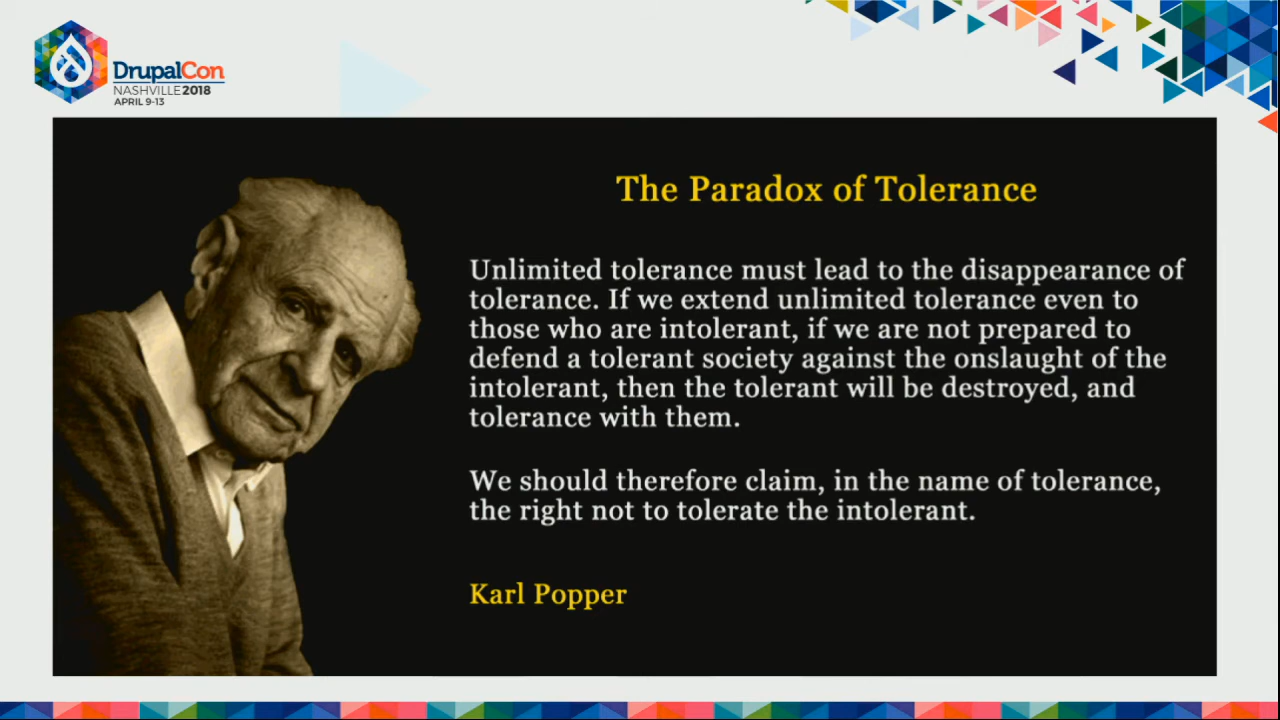 DrupalCon
NASHVILLE 2018
APRIL 9-13
The Paradox of Tolerance
Unlimited tolerance must lead to the disappearance of
tolerance. If we extend unlimited tolerance even to
those who are intolerant, if we are not prepared to
defend a tolerant society against the onslaught of the
intolerant, then the tolerant will be destroyed, and
tolerance with them.
We should therefore claim, in the name of tolerance,
the right not to tolerate the intolerant.
Karl Popper